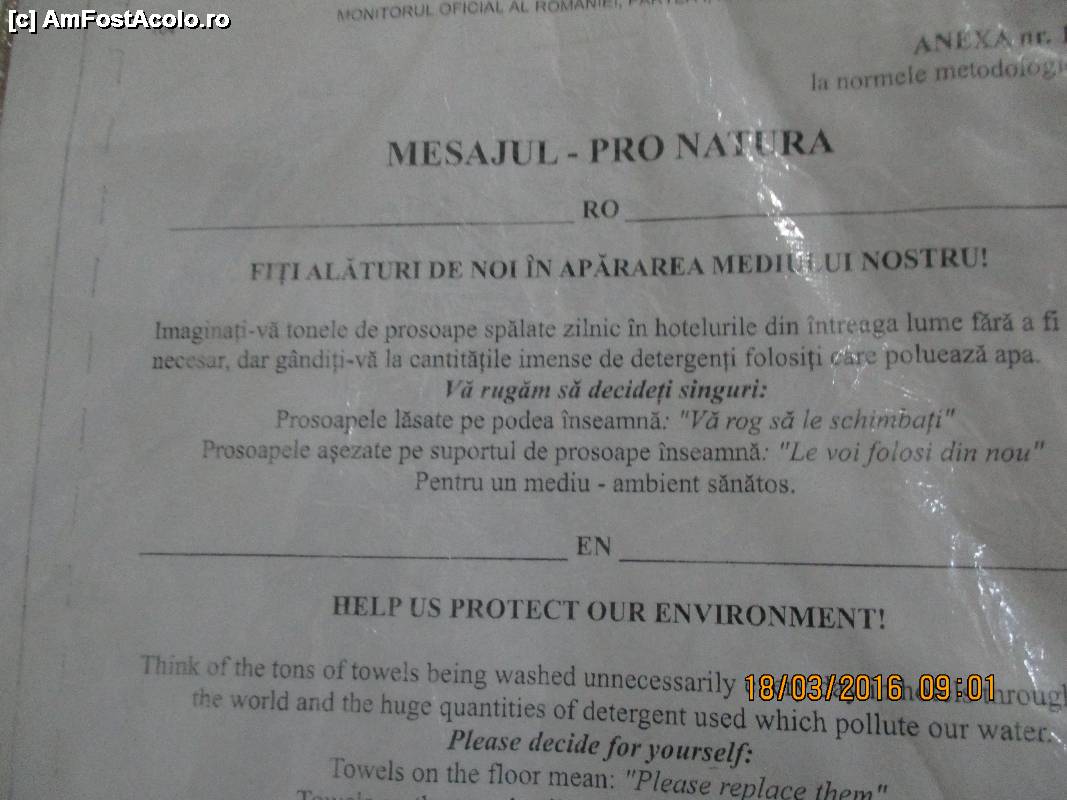 [c] AmFostAcolo.ro
MONITORUL OFICIAL AL ROMÂNIEI,
ANEXA nr. 1
la normele
MESAJUL - PRO NATURA
RO
FIȚI ALĂTURI DE NOI ÎN APĂRAREA MEDIULUI NOSTRU!
Imaginați-vă tonele de prosoape spălate zilnic în hotelurile din întreaga lume fără a fi
necesar, dar gândiți-vă la cantitățile imense de detergenți folosiți care poluează apa.
Vă rugăm să decideți singuri:
Prosoapele lăsate pe podea înseamnă: "Vă rog să le schimbați"
Prosoapele așezate pe suportul de prosoape înseamnă: "Le voi folosi din nou"
Pentru un mediu - ambient sănătos.
EN
HELP US PROTECT OUR ENVIRONMENT!
Think of the tons of towels being washed unnecessarily
18/03/2016 09:01
the world and the huge quantities of detergent used which pollute our water.
Please decide for yourself:
Towels on the floor mean: "Please replace them"